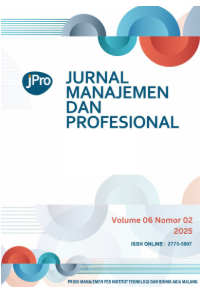 jPro
JURNAL
MANAJEMEN
DAN
PROFESIONAL
Volume 06 Nomor 02
2025
ISSN ONLINE : 2775-5967
PRODI MANAJEMEN FEB INSTITUT TEKNOLOGI DAN BISNIS ASIA MALANG